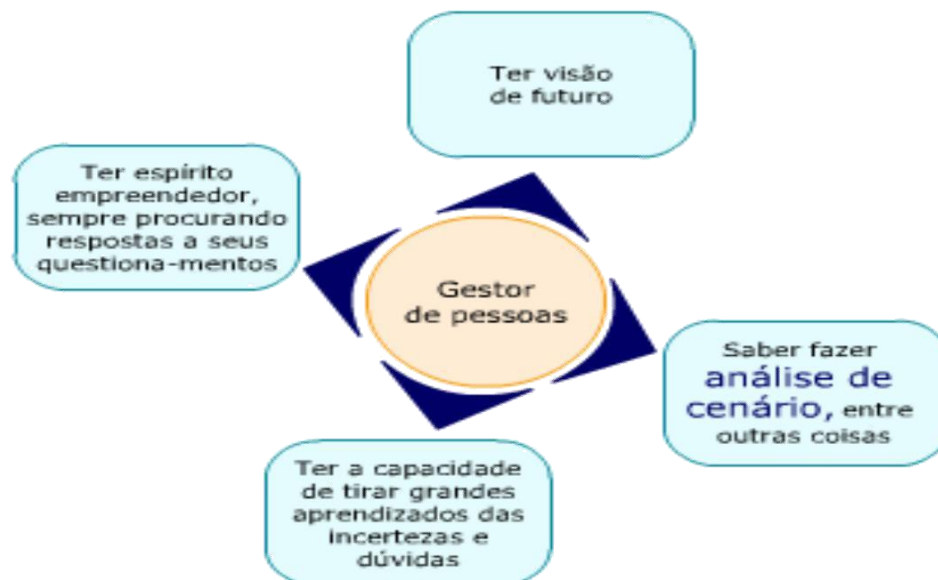 Ter visão
de futuro
Ter espírito
empreendedor,
sempre procurando
respostas a seus
questiona-mentos
Gestor
de pessoas
Saber fazer
análise de
cenário, entre
outras coisas
Ter a capacidade
de tirar grandes
aprendizados das
incertezas e
dúvidas